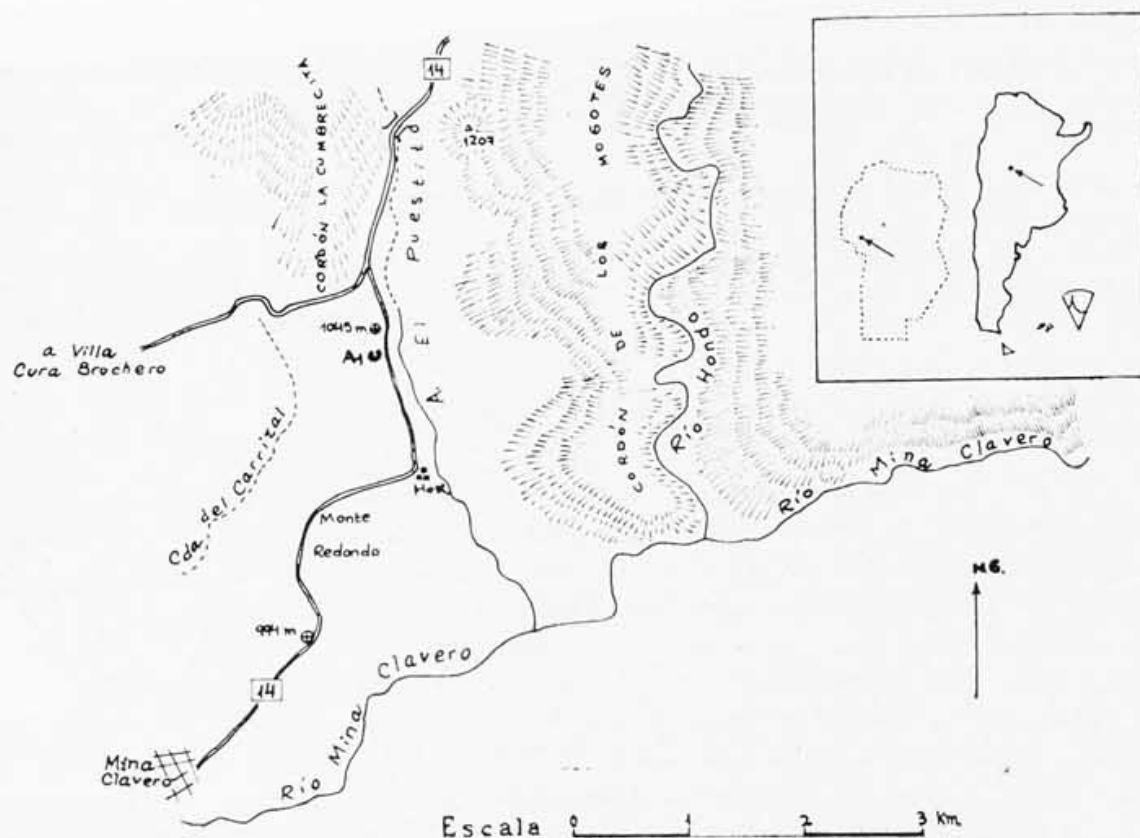 14
CORDÓN LA CUMBRECITA
1207
A. El Puestito
CORDÓN DE LOS MOGOTES
Río Hondo
1045 m
a Villa
Cura Brochero
Cda del Carrizal
Río Mina Clavero
Monte
Redondo
NG.
994 m
14
Río Mina Clavero
Mina
Clavero
Escala 0 1 2 3 Km